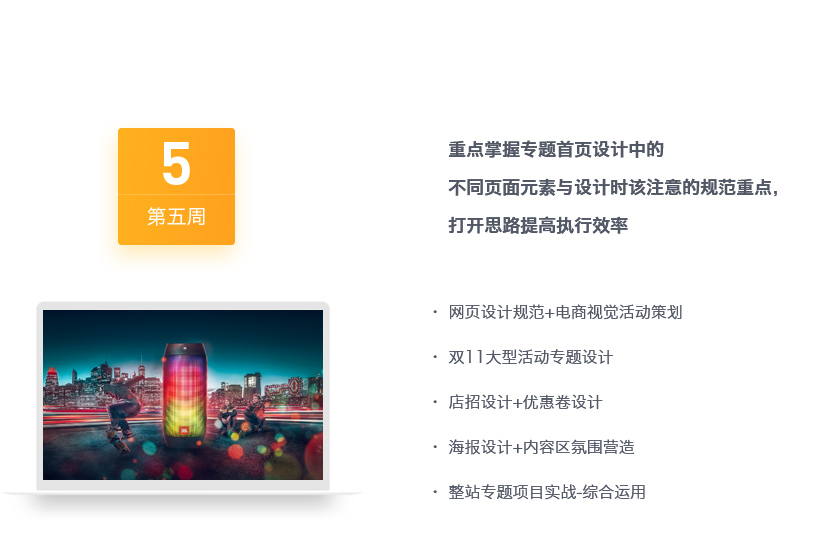 5
第五周
重点掌握专题首页设计中的
不同页面元素与设计时该注意的规范重点,
打开思路提高执行效率
· 网页设计规范+电商视觉活动策划
· 双11大型活动专题设计
· 店招设计+优惠卷设计
· 海报设计+内容区氛围营造
· 整站专题项目实战-综合运用
JBL